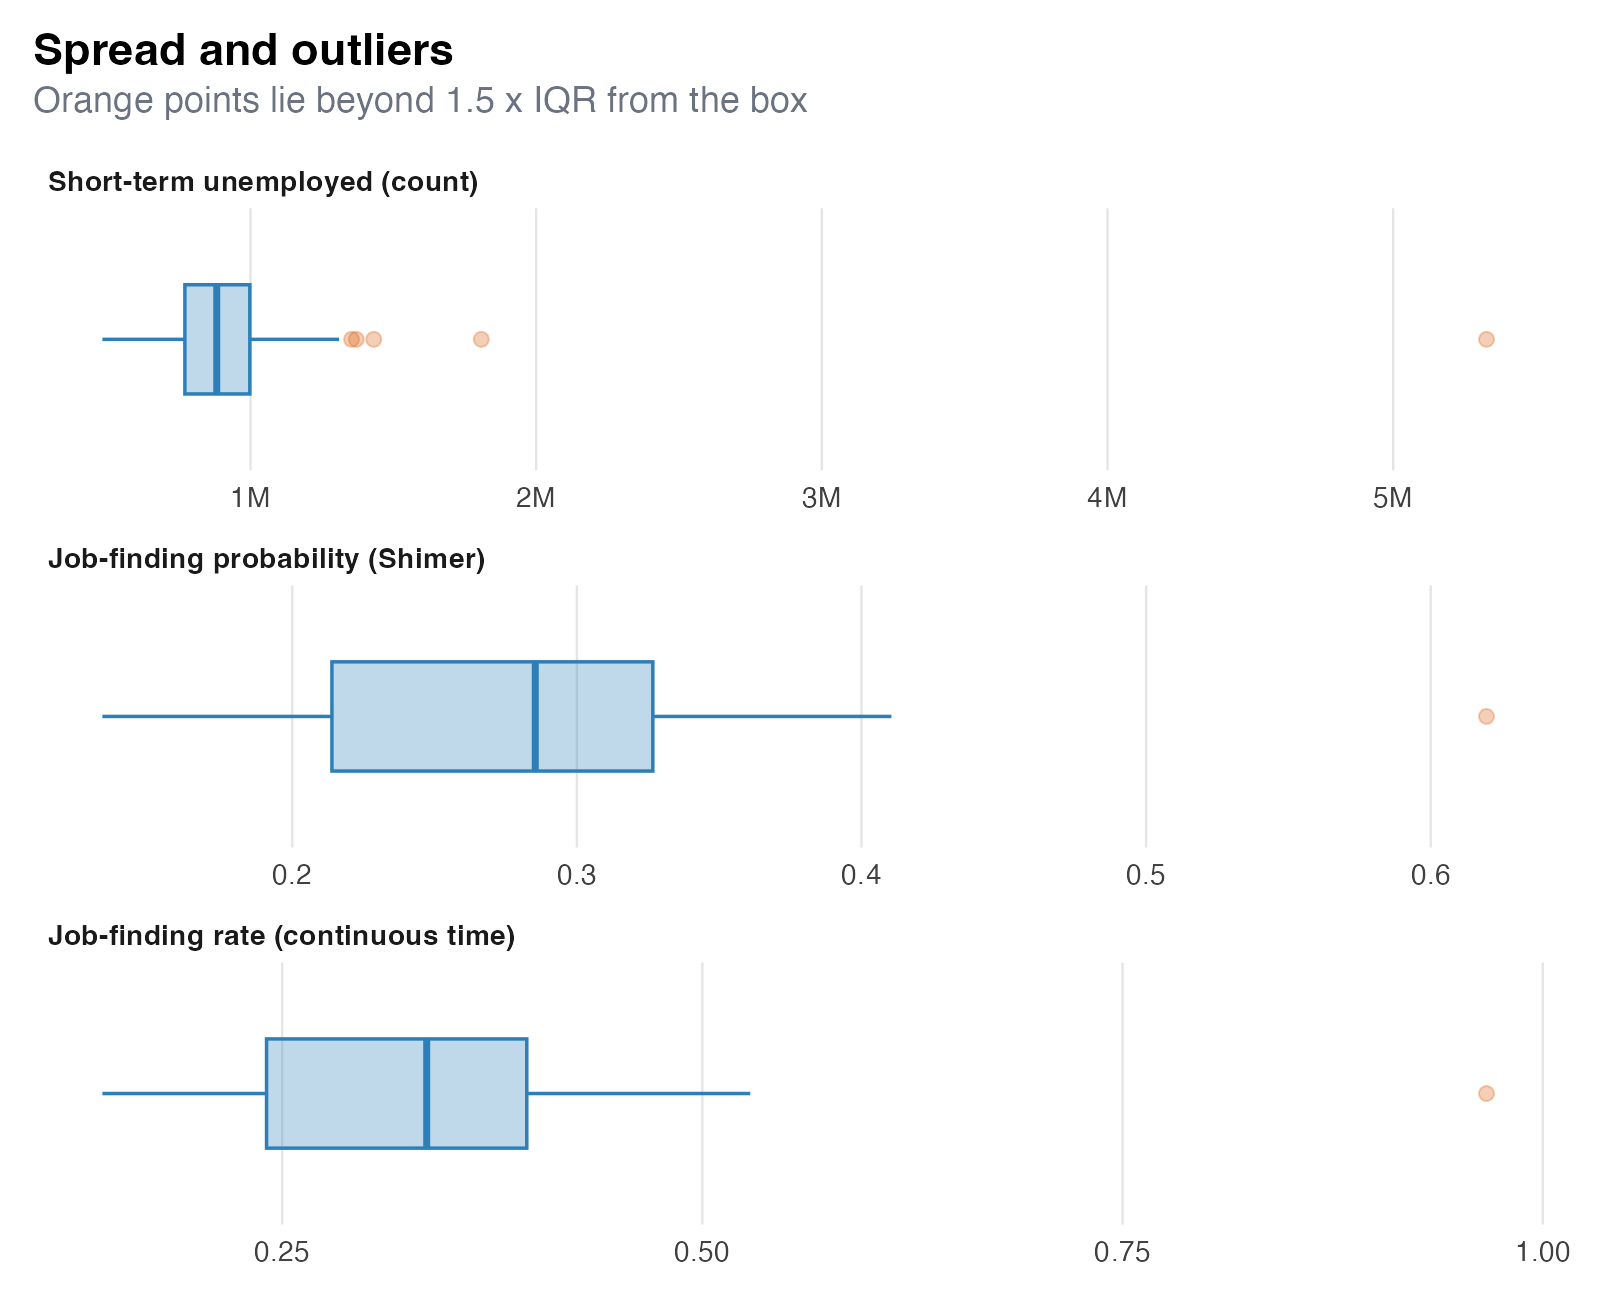 Spread and outliers
Orange points lie beyond 1.5 x IQR from the box
Short-term unemployed (count)
1M 2M 3M 4M 5M
Job-finding probability (Shimer)
0.2 0.3 0.4 0.5 0.6
Job-finding rate (continuous time)
0.25 0.50 0.75 1.00